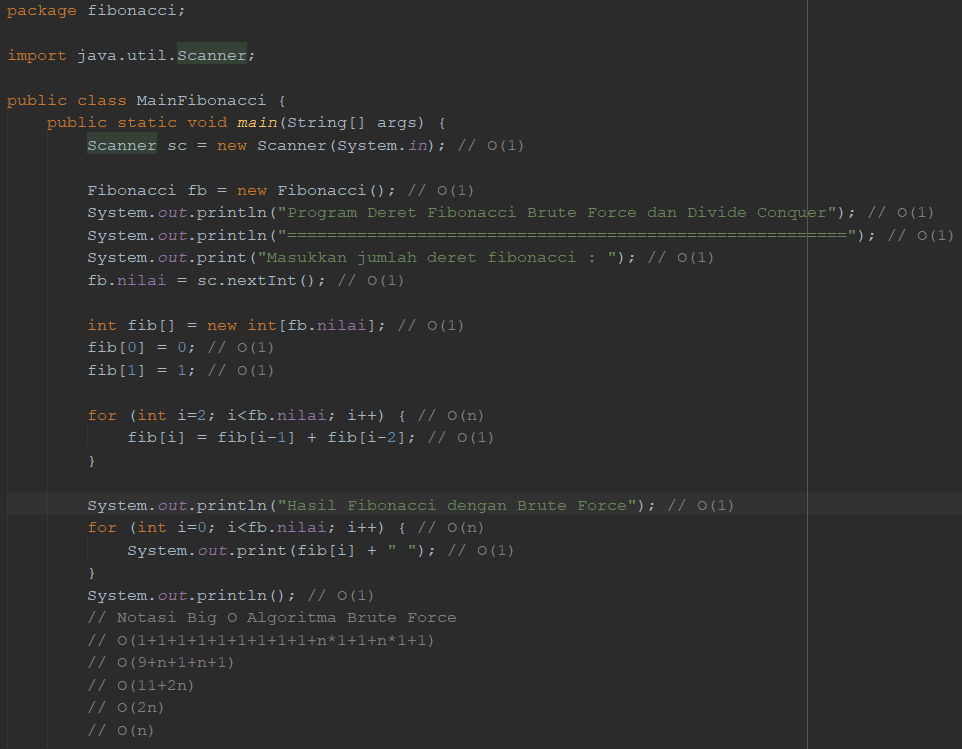 package fibonacci;
import java.util.Scanner;
public class MainFibonacci {
public static void main(String[] args) {
Scanner sc = new Scanner(System.in); // O(1)
Fibonacci fb = new Fibonacci(); // O(1)
System.out.println("Program Deret Fibonacci Brute Force dan Divide Conquer"); // O(1)
System.out.println("========================================================"); // O(1)
System.out.print("Masukkan jumlah deret fibonacci : "); // O(1)
fb.nilai = sc.nextInt(); // O(1)
int fib[] = new int[fb.nilai]; // O(1)
fib[0] = 0; // O(1)
fib[1] = 1; // O(1)
for (int i=2; i<fb.nilai; i++) { // O(n)
fib[i] = fib[i-1] + fib[i-2]; // O(1)
}
System.out.println("Hasil Fibonacci dengan Brute Force"); // O(1)
for (int i=0; i<fb.nilai; i++) { // O(n)
System.out.print(fib[i] + " "); // O(1)
}
System.out.println(); // O(1)
// Notasi Big O Algoritma Brute Force
// O(1+1+1+1+1+1+1+1+1+n*1+1+n*1+1)
// O(9+n+1+n+1)
// O(11+2n)
// O(2n)
// O(n)